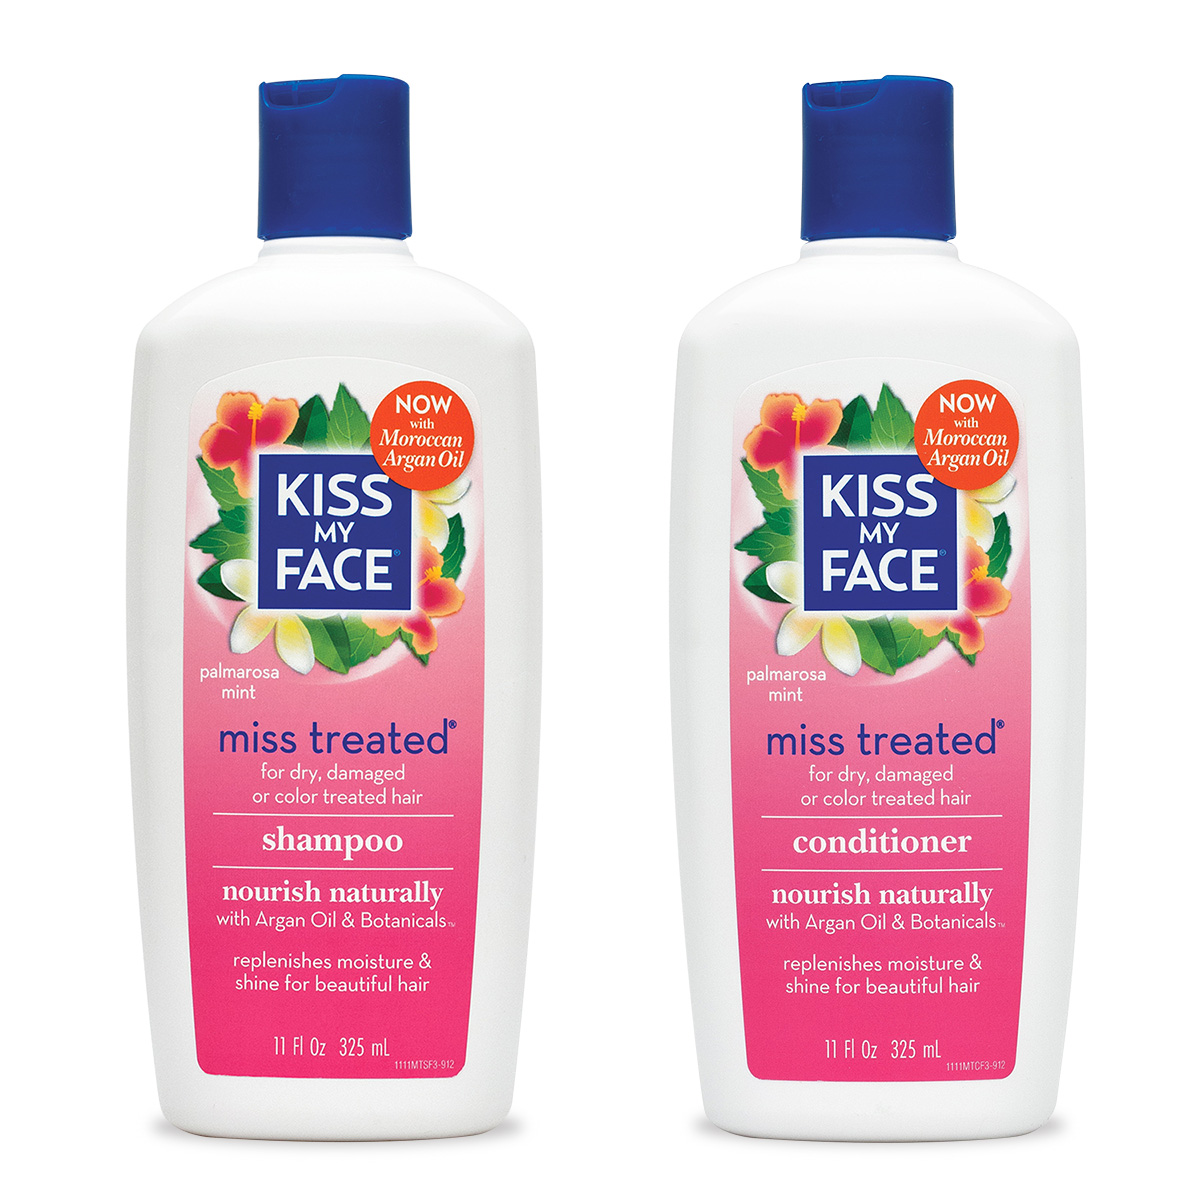 NOW
with
Moroccan
Argan Oil
KISS
MY
FACE®
palmarosa
mint
miss treated®
for dry, damaged
or color treated hair
shampoo
nourish naturally
with Argan Oil & Botanicals™
replenishes moisture &
shine for beautiful hair
11 Fl Oz 325 mL
1111MTSF3-912
NOW
with
Moroccan
Argan Oil
KISS
MY
FACE®
palmarosa
mint
miss treated®
for dry, damaged
or color treated hair
conditioner
nourish naturally
with Argan Oil & Botanicals™
replenishes moisture &
shine for beautiful hair
11 Fl Oz 325 mL
1111MTCF3-912